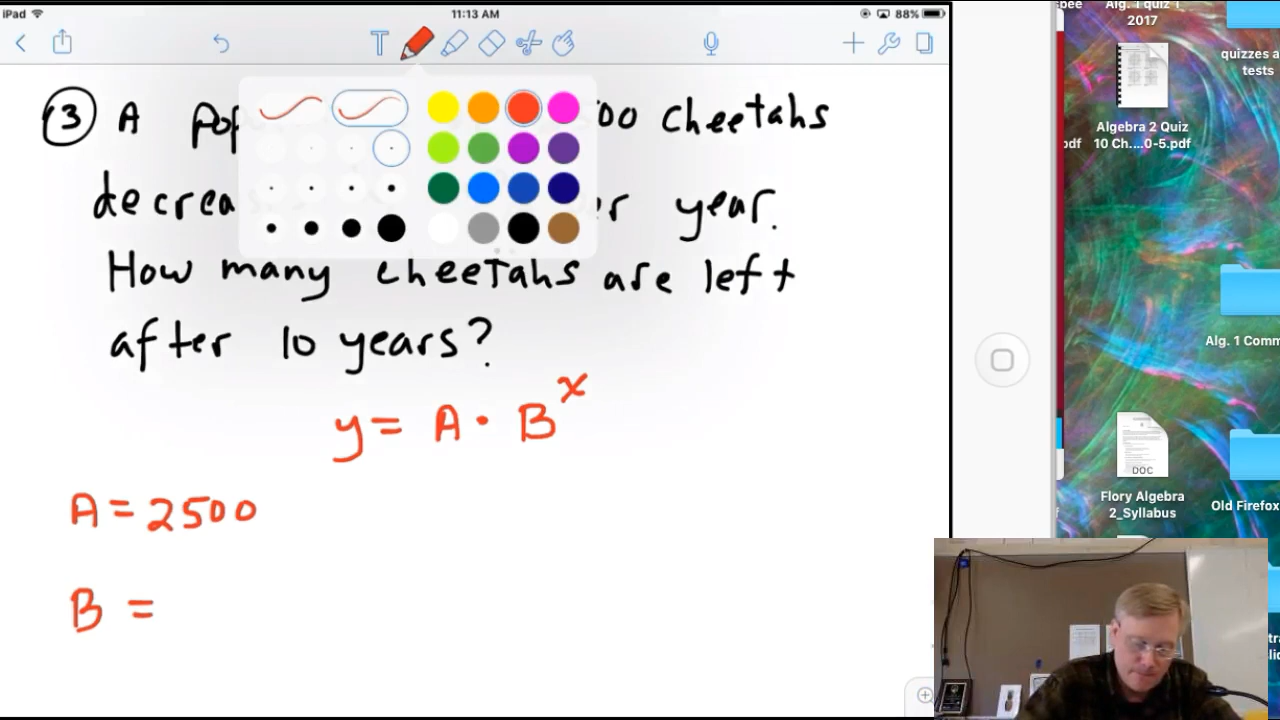 iPad
11:13 AM
88%
T
3 A
00 cheetahs
year.
How many cheetahs are left
after 10 years?
y = A · B^x
A = 2500
B =
Alg. 1 quiz 1
2017
quizzes a
tests
Algebra 2 Quiz
10 Ch....0-5.pdf
Alg. 1 Comm
DOC
Flory Algebra
2_Syllabus
Old Firefox